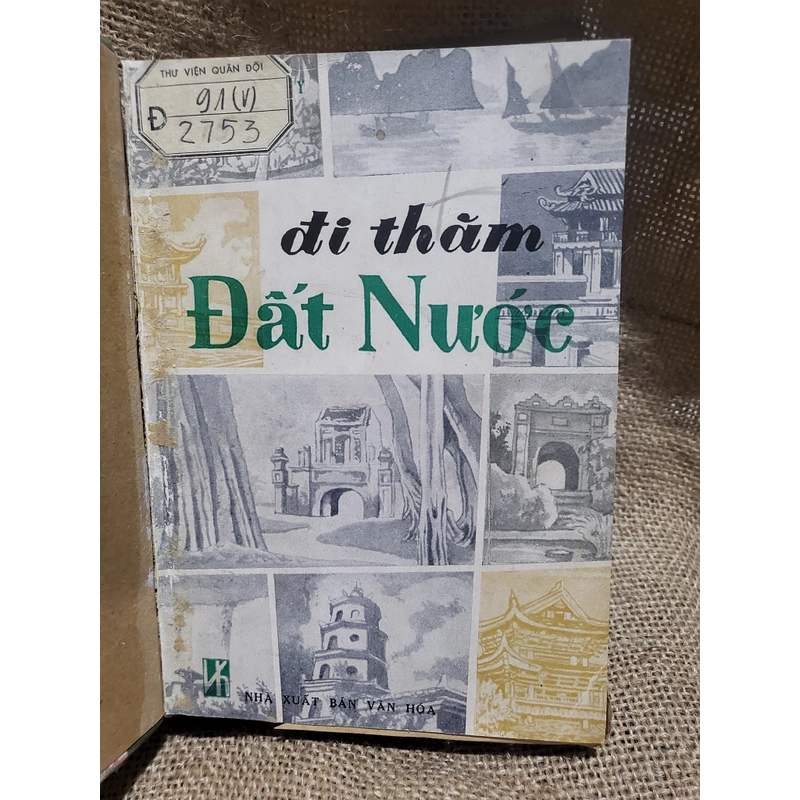 THƯ VIỆN QUÂN ĐỘI
Đ 91(V)
2753
Y
đi thăm
Đất Nước
NHÀ XUẤT BẢN VĂN HÓA